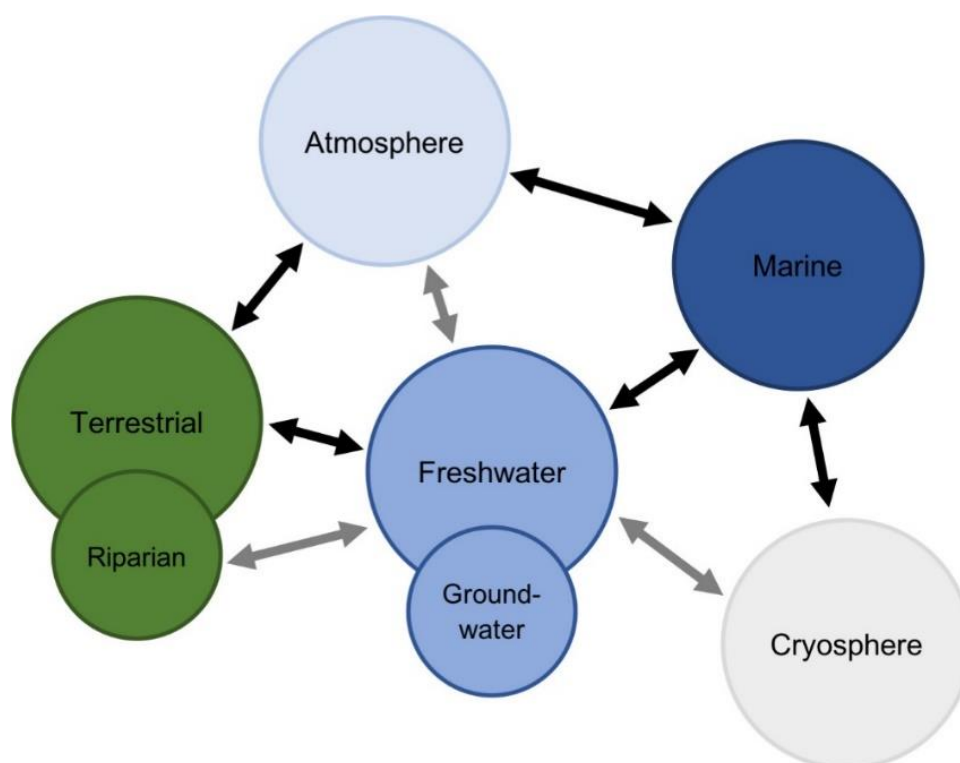 Atmosphere
Marine
Terrestrial
Freshwater
Riparian
Ground-
water
Cryosphere